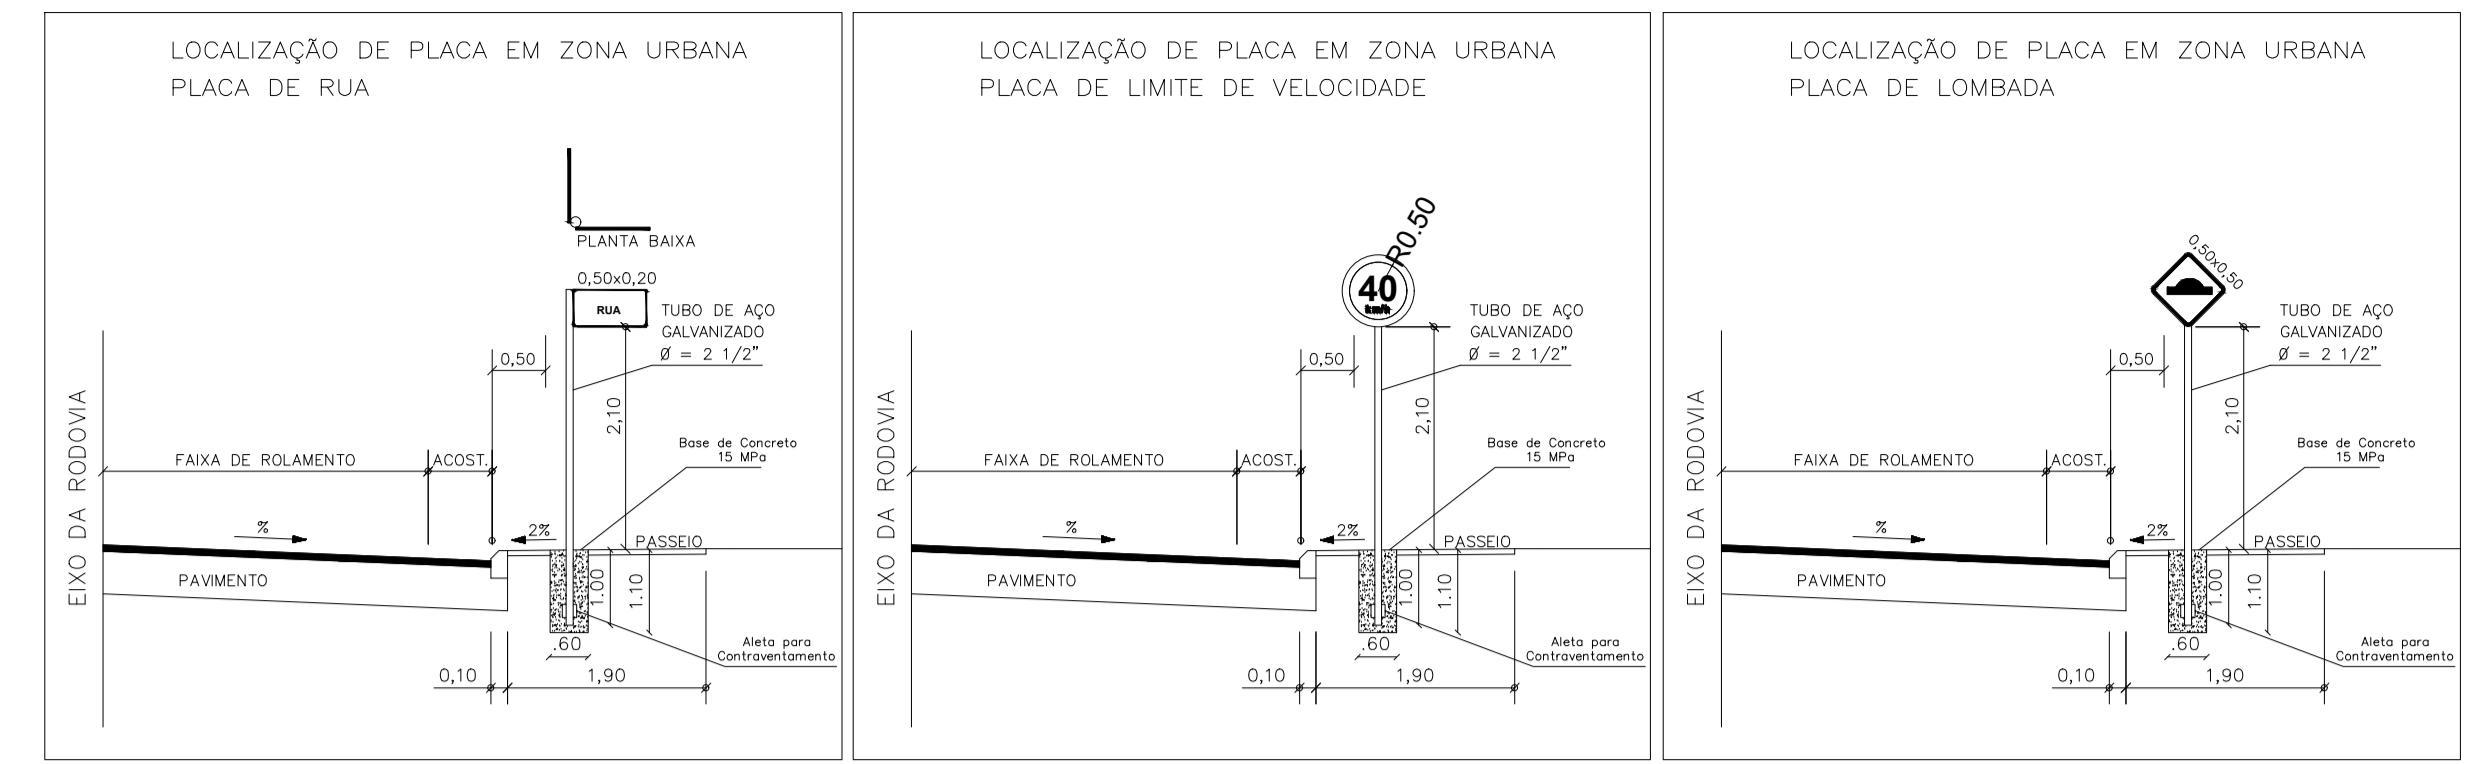 LOCALIZAÇÃO DE PLACA EM ZONA URBANA
PLACA DE RUA
PLANTA BAIXA
0,50x0,20
RUA
TUBO DE AÇO
GALVANIZADO
Ø = 2 1/2"
0,50
2,10
EIXO DA RODOVIA
Base de Concreto
15 MPa
FAIXA DE ROLAMENTO
ACOST.
%
2%
PASSEIO
PAVIMENTO
1.00
1.10
.60
Aleta para
Contraventamento
0,10
1,90
LOCALIZAÇÃO DE PLACA EM ZONA URBANA
PLACA DE LIMITE DE VELOCIDADE
R0.50
40
km/h
TUBO DE AÇO
GALVANIZADO
Ø = 2 1/2"
0,50
2,10
EIXO DA RODOVIA
Base de Concreto
15 MPa
FAIXA DE ROLAMENTO
ACOST.
%
2%
PASSEIO
PAVIMENTO
1.00
1.10
.60
Aleta para
Contraventamento
0,10
1,90
LOCALIZAÇÃO DE PLACA EM ZONA URBANA
PLACA DE LOMBADA
0,50x0,50
TUBO DE AÇO
GALVANIZADO
Ø = 2 1/2"
0,50
2,10
EIXO DA RODOVIA
Base de Concreto
15 MPa
FAIXA DE ROLAMENTO
ACOST.
%
2%
PASSEIO
PAVIMENTO
1.00
1.10
.60
Aleta para
Contraventamento
0,10
1,90